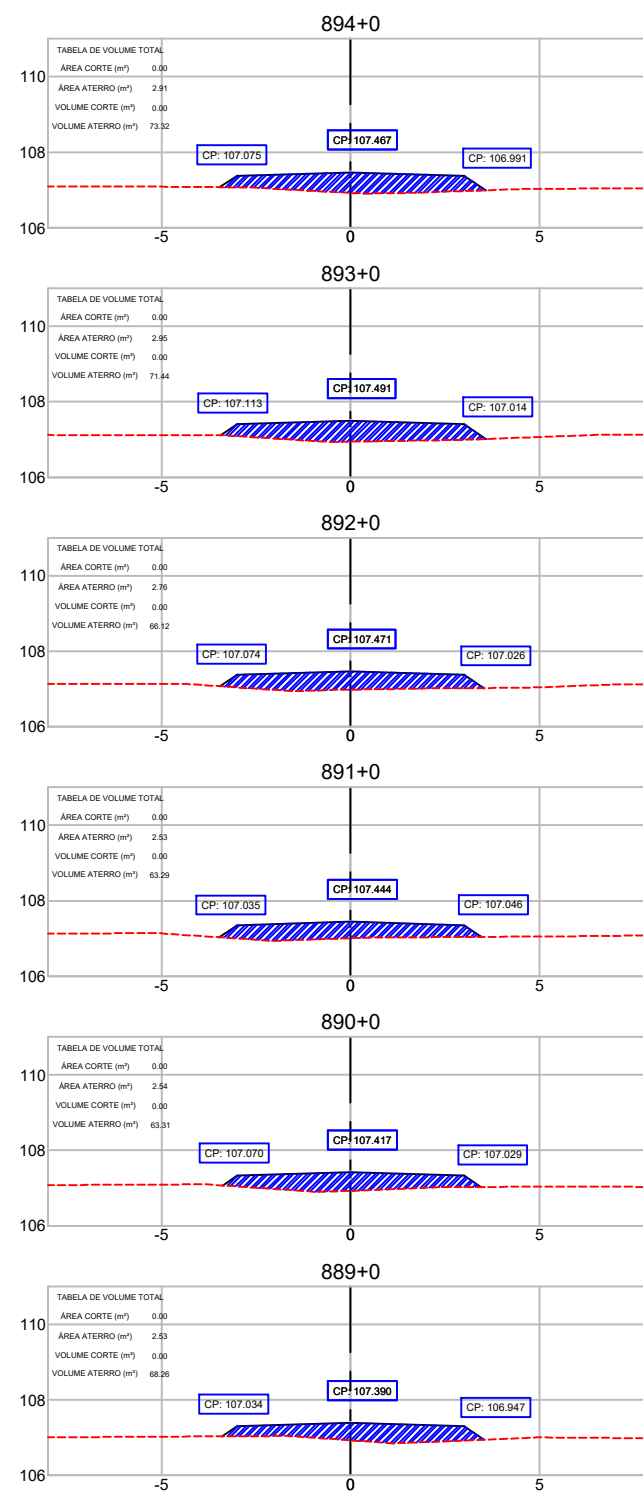 894+0
TABELA DE VOLUME TOTAL
ÁREA CORTE (m²) 0.00
ÁREA ATERRO (m²) 2.91
VOLUME CORTE (m³) 0.00
VOLUME ATERRO (m³) 73.32
110
108
106
CP: 107.075
CP: 107.467
CP: 106.991
-5 0 5
893+0
TABELA DE VOLUME TOTAL
ÁREA CORTE (m²) 0.00
ÁREA ATERRO (m²) 2.95
VOLUME CORTE (m³) 0.00
VOLUME ATERRO (m³) 71.44
110
108
106
CP: 107.113
CP: 107.491
CP: 107.014
-5 0 5
892+0
TABELA DE VOLUME TOTAL
ÁREA CORTE (m²) 0.00
ÁREA ATERRO (m²) 2.76
VOLUME CORTE (m³) 0.00
VOLUME ATERRO (m³) 66.12
110
108
106
CP: 107.074
CP: 107.471
CP: 107.026
-5 0 5
891+0
TABELA DE VOLUME TOTAL
ÁREA CORTE (m²) 0.00
ÁREA ATERRO (m²) 2.53
VOLUME CORTE (m³) 0.00
VOLUME ATERRO (m³) 63.29
110
108
106
CP: 107.035
CP: 107.444
CP: 107.046
-5 0 5
890+0
TABELA DE VOLUME TOTAL
ÁREA CORTE (m²) 0.00
ÁREA ATERRO (m²) 2.54
VOLUME CORTE (m³) 0.00
VOLUME ATERRO (m³) 63.31
110
108
106
CP: 107.070
CP: 107.417
CP: 107.029
-5 0 5
889+0
TABELA DE VOLUME TOTAL
ÁREA CORTE (m²) 0.00
ÁREA ATERRO (m²) 2.53
VOLUME CORTE (m³) 0.00
VOLUME ATERRO (m³) 68.26
110
108
106
CP: 107.034
CP: 107.390
CP: 106.947
-5 0 5